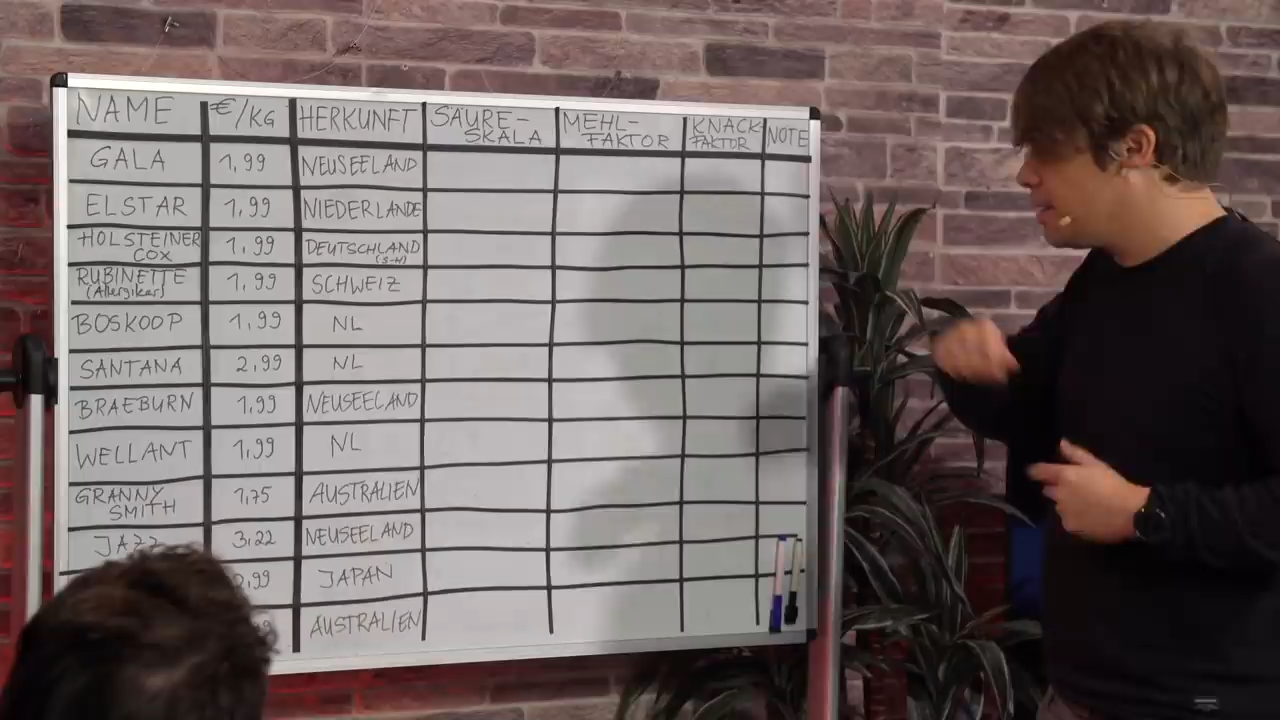 NAME €/KG HERKUNFT SÄURE-SKALA MEHL-FAKTOR KNACK-FAKTOR NOTE
GALA 1,99 NEUSEELAND
ELSTAR 1,99 NIEDERLANDE
HOLSTEINER COX 1,99 DEUTSCHLAND (S-H)
RUBINETTE (Allergiker) 1,99 SCHWEIZ
BOSKOOP 1,99 NL
SANTANA 2,99 NL
BRAEBURN 1,99 NEUSEELAND
WELLANT 1,99 NL
GRANNY SMITH 1,75 AUSTRALIEN
JAZZ 3,22 NEUSEELAND
JAPAN
AUSTRALIEN